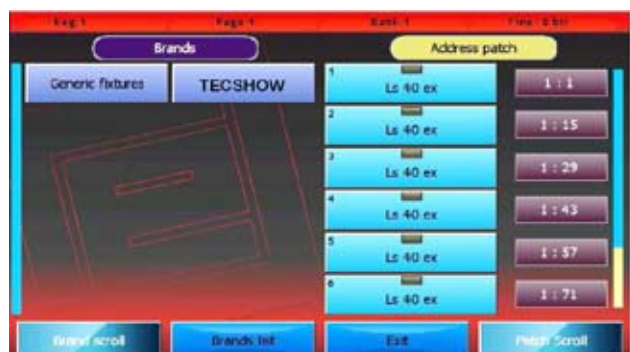 Page 1
Brands
Address patch
Generic fixtures
TECSHOW
1
Ls 40 ex
1 : 1
2
Ls 40 ex
1 : 15
3
Ls 40 ex
1 : 29
4
Ls 40 ex
1 : 43
5
Ls 40 ex
1 : 57
6
Ls 40 ex
1 : 71
Brand scroll
Brands list
Exit
Patch Scroll